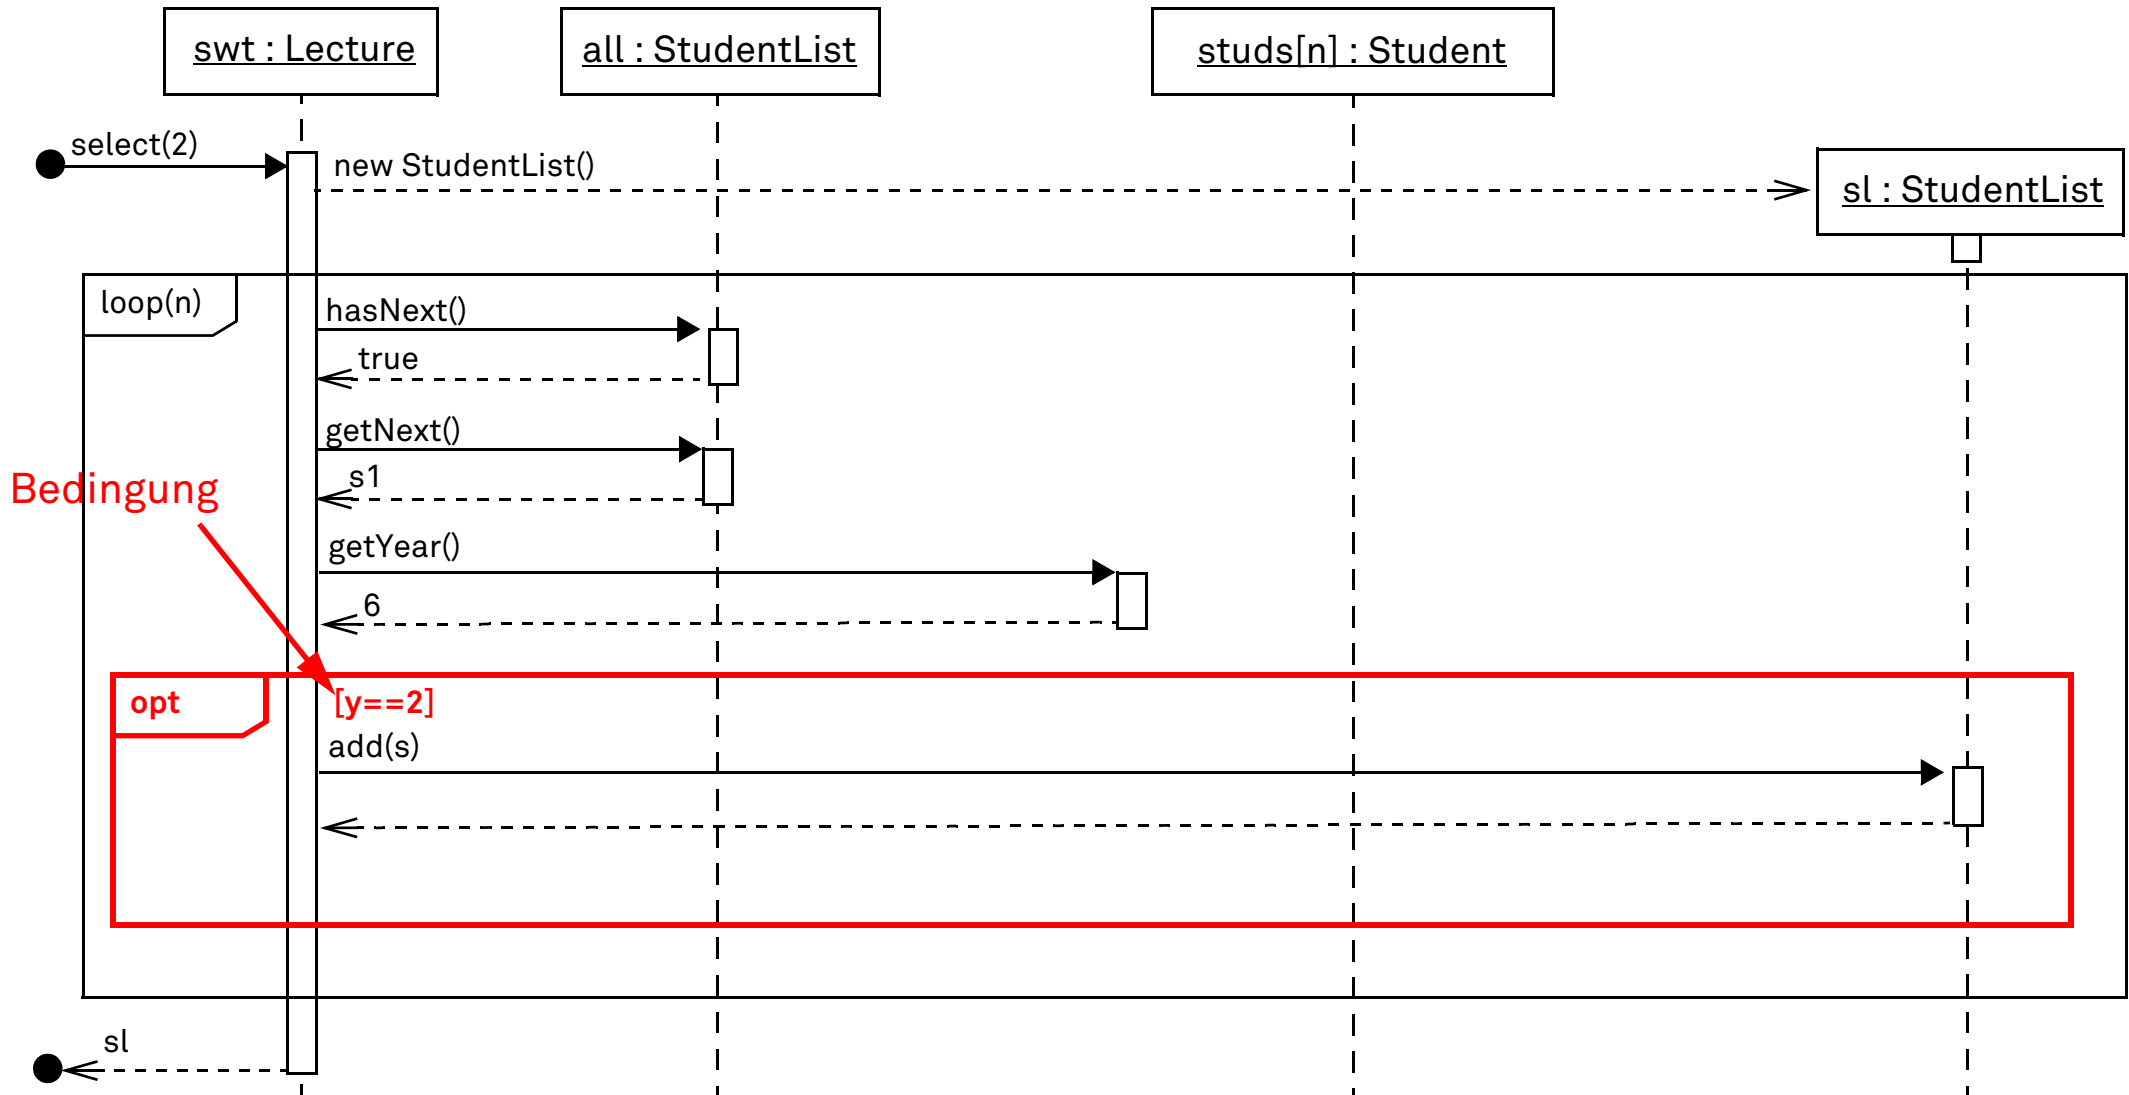 swt : Lecture
all : StudentList
studs[n] : Student
select(2)
new StudentList()
sl : StudentList
loop(n)
hasNext()
true
getNext()
s1
Bedingung
getYear()
6
opt
[y==2]
add(s)
sl